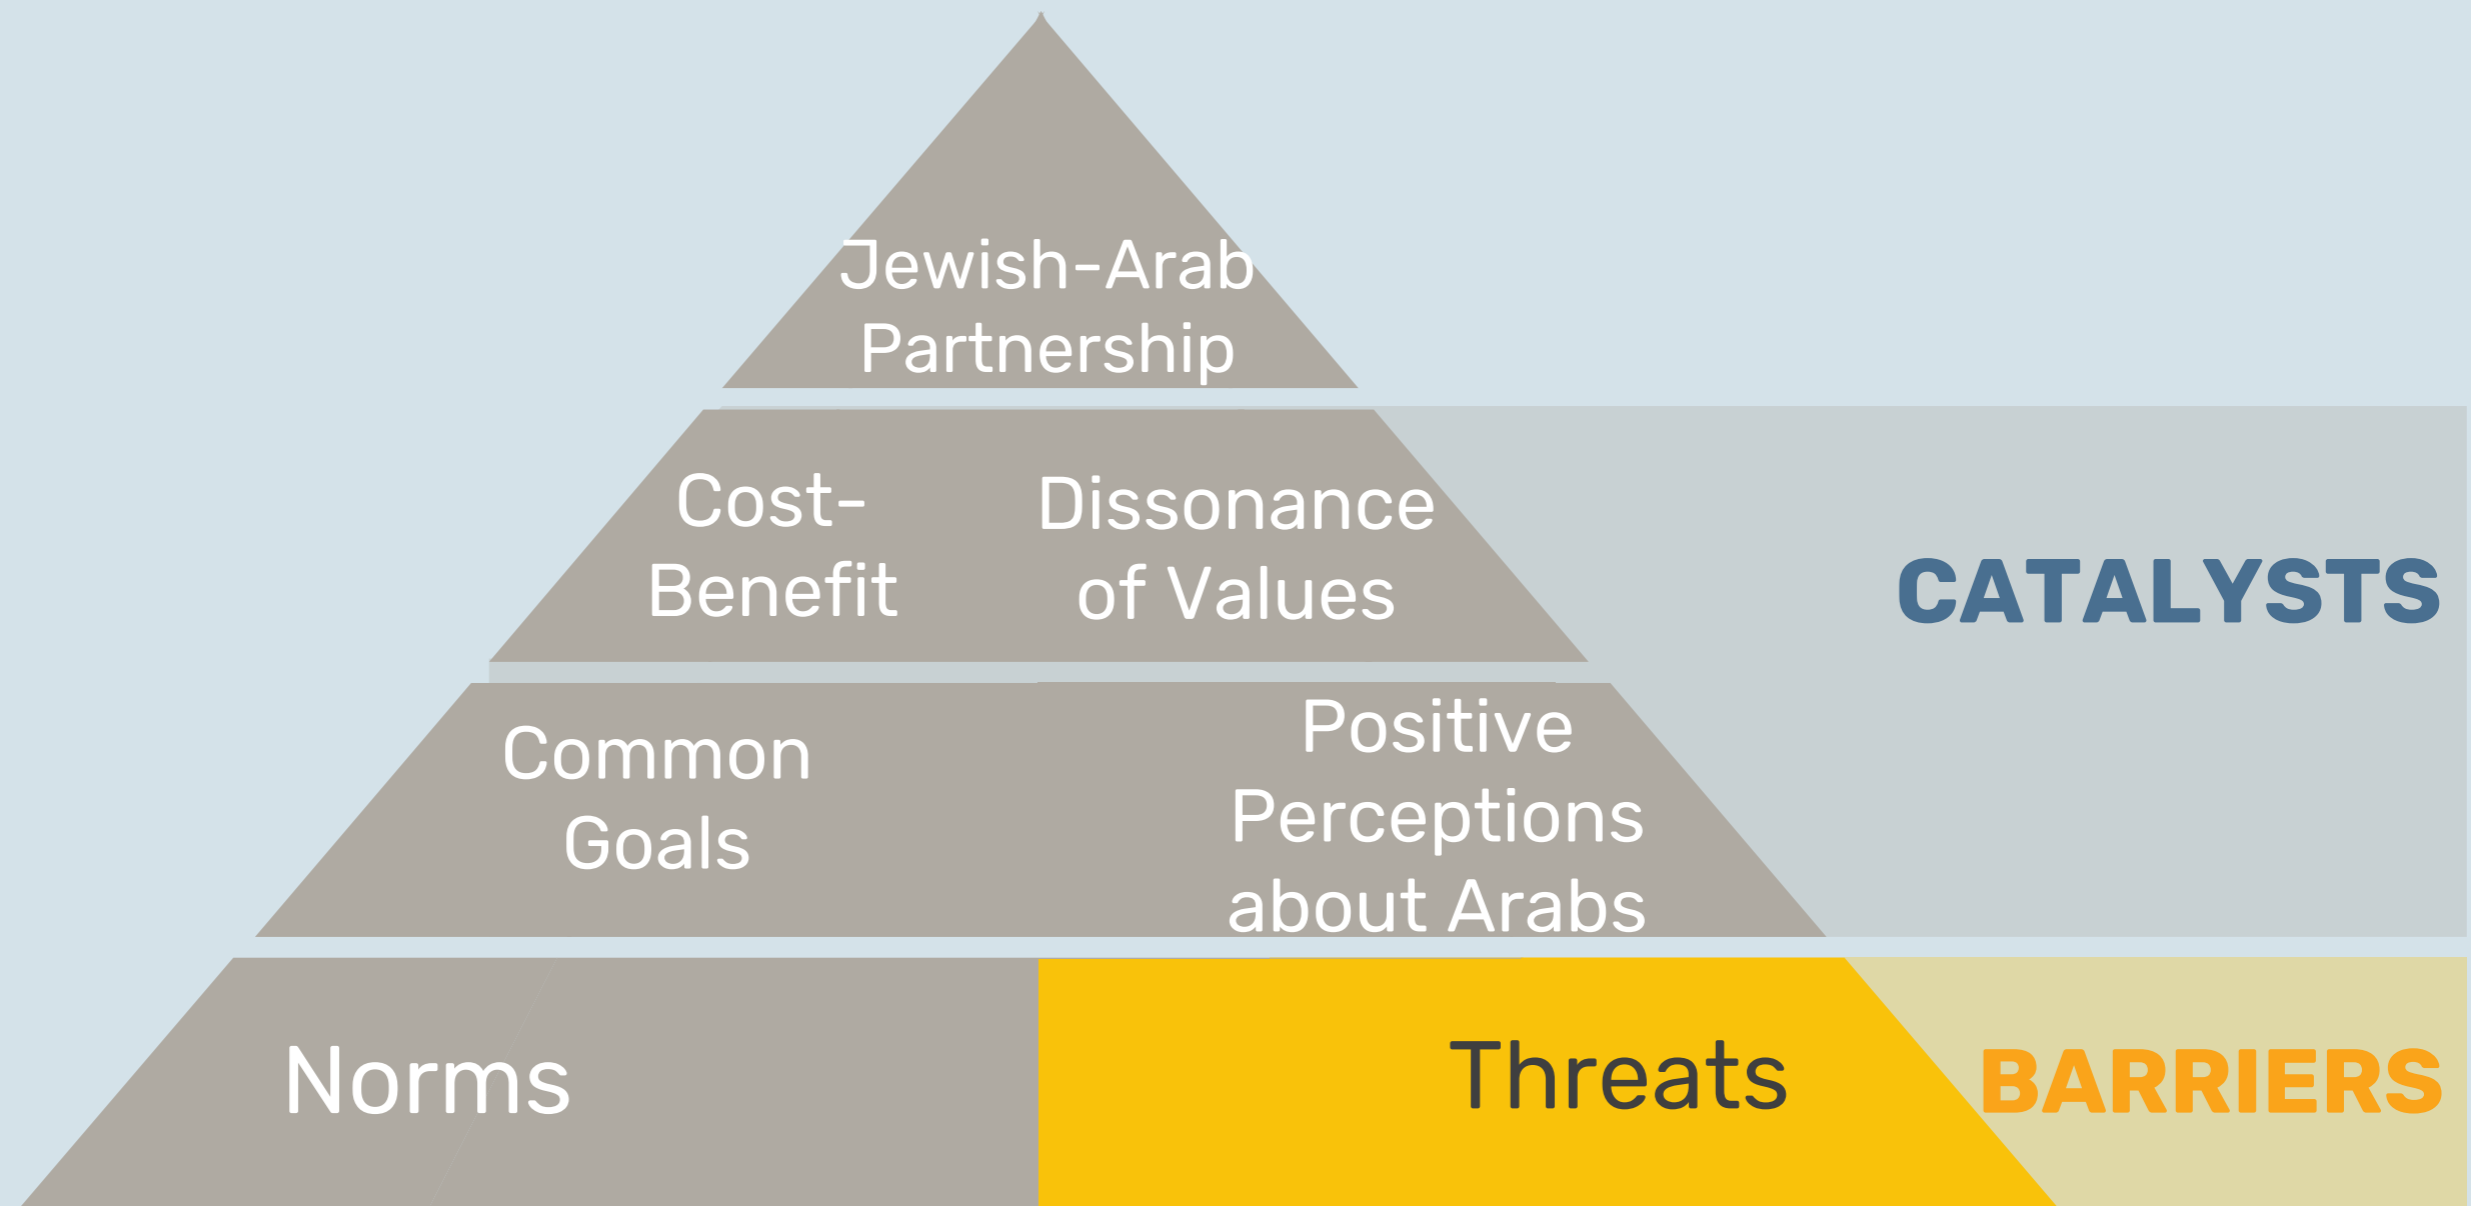 Jewish-Arab
Partnership
Cost-
Benefit
Dissonance
of Values
CATALYSTS
Common
Goals
Positive
Perceptions
about Arabs
Norms
Threats
BARRIERS